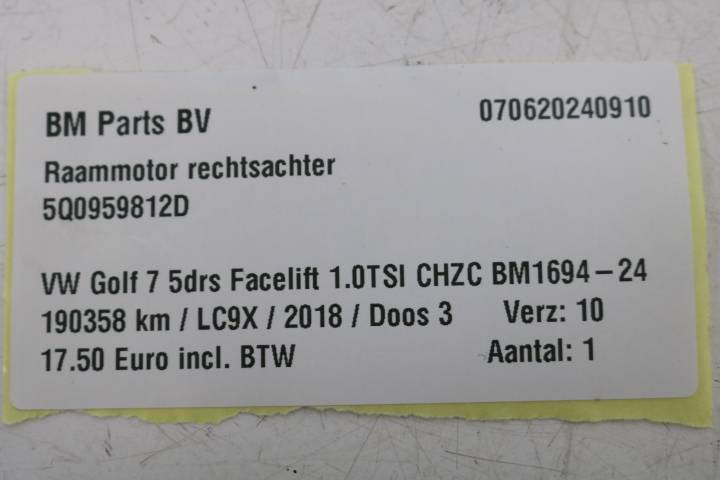 BM Parts BV 070620240910
Raammotor rechtsachter
5Q0959812D
VW Golf 7 5drs Facelift 1.0TSI CHZC BM1694-24
190358 km / LC9X / 2018 / Doos 3 Verz: 10
17.50 Euro incl. BTW Aantal: 1